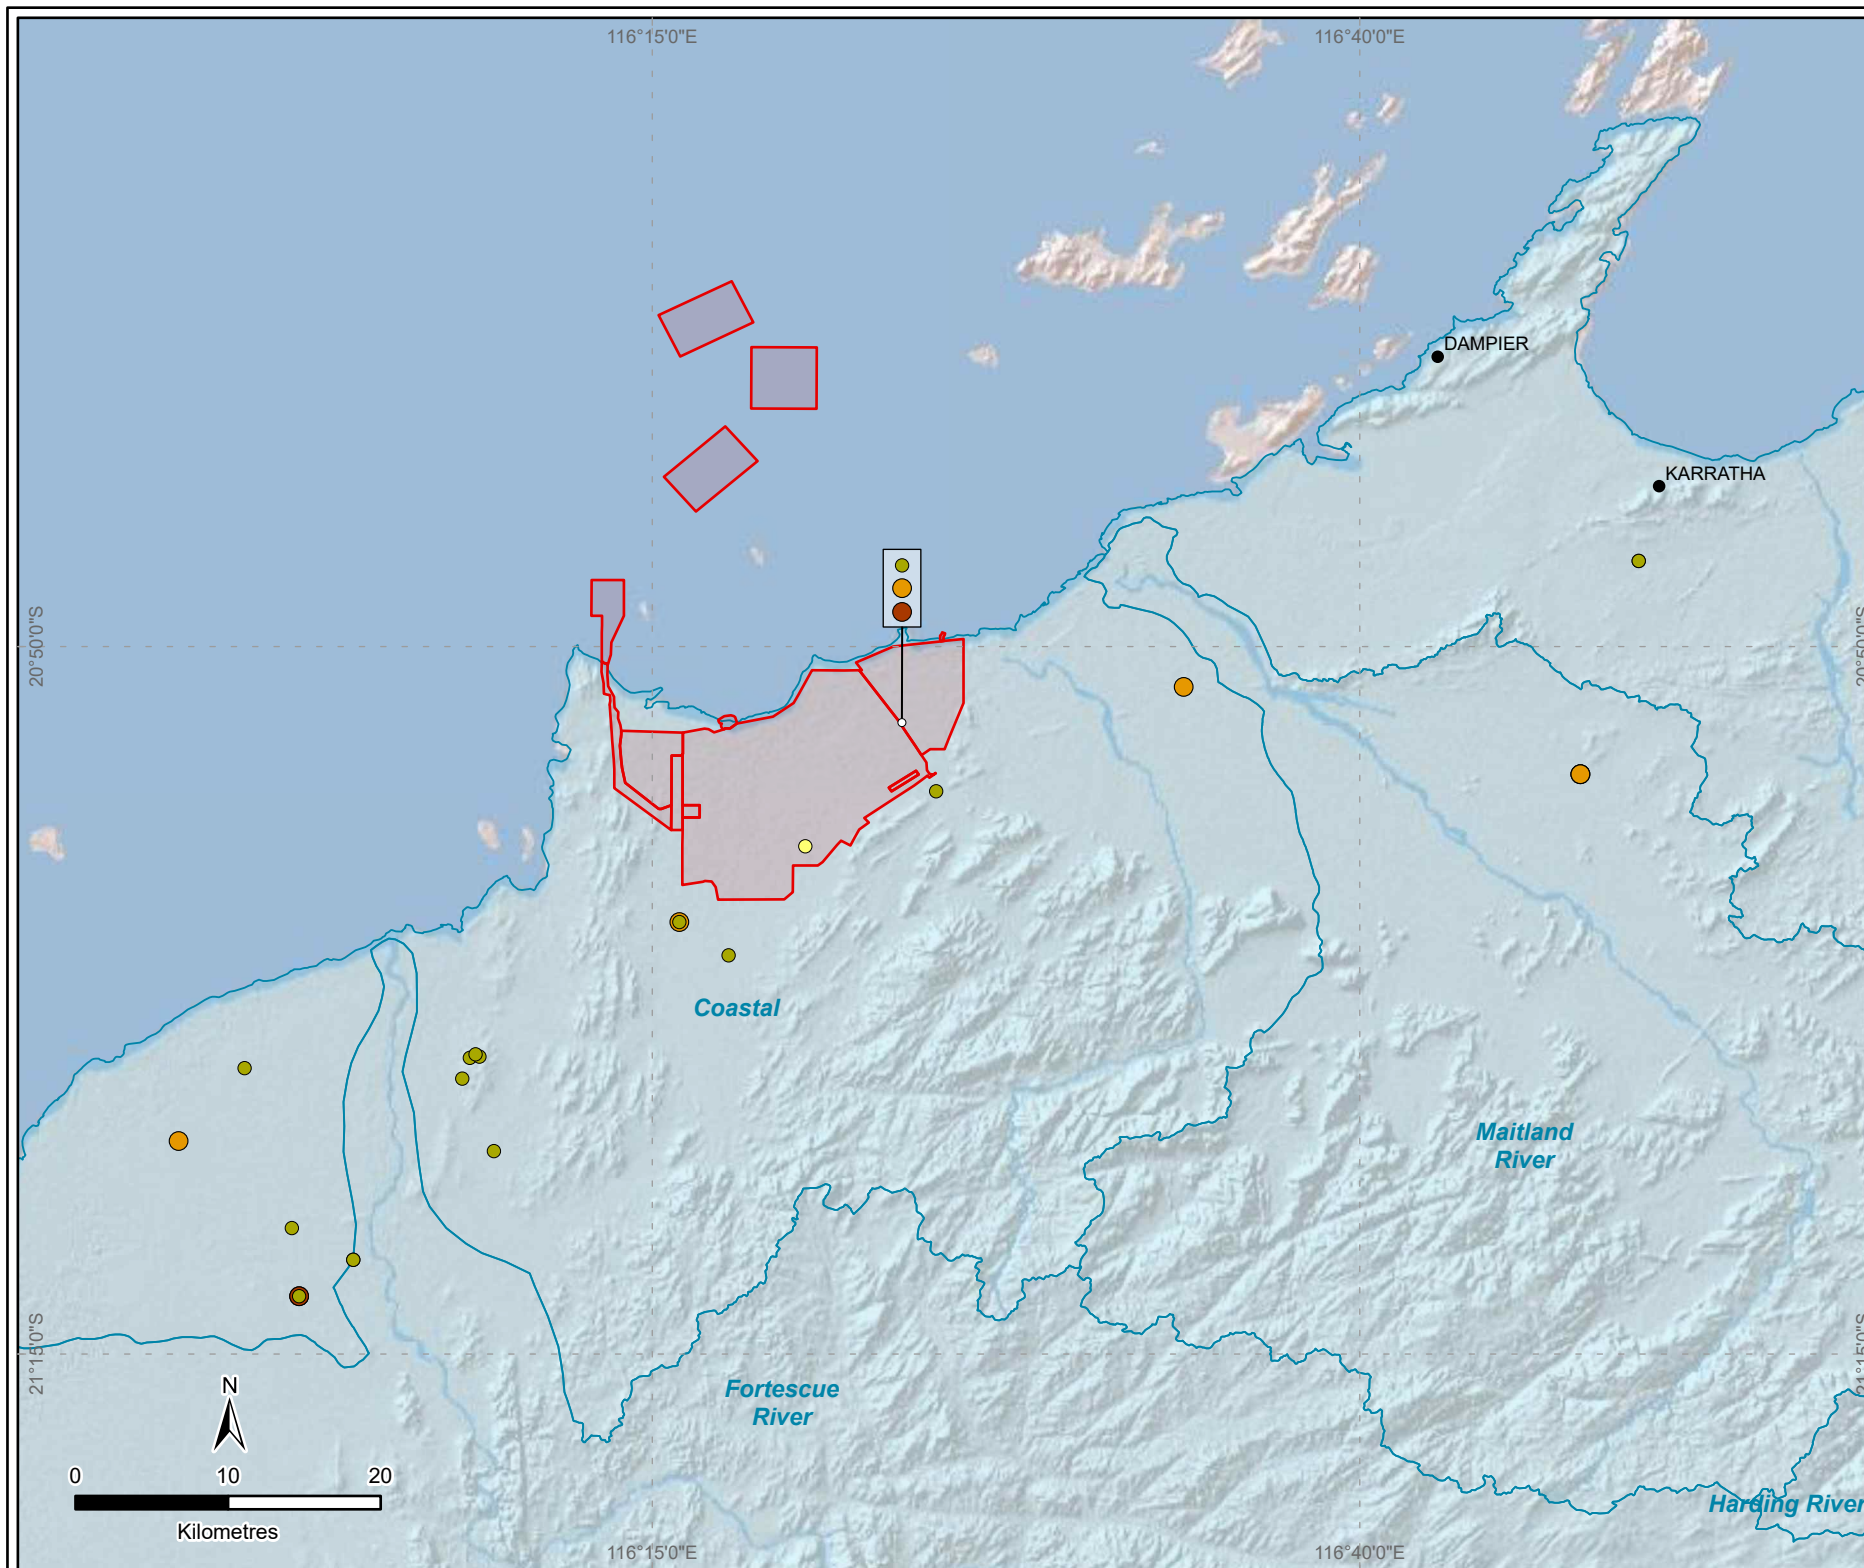 116°15'0"E
116°40'0"E
DAMPIER
KARRATHA
20°50'0"S
20°50'0"S
Coastal
Maitland
River
21°15'0"S
21°15'0"S
Fortescue
River
N
0 10 20
Kilometres
Harding River
116°15'0"E
116°40'0"E